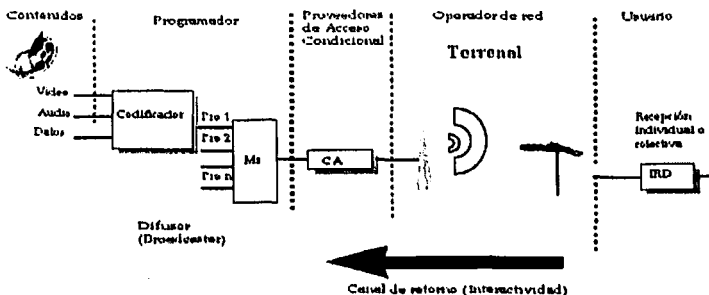 Contenidos
Programador
Proveedores
de Acceso
Condicional
Operador de red
Usuario
Terrenal
Video
Audio
Datos
Codificador
Pro 1
Pro 2
Pro n
Mx
CA
Recepción
individual o
colectiva
IRD
Difusor
(Broadcaster)
Canal de retorno (Interactividad)